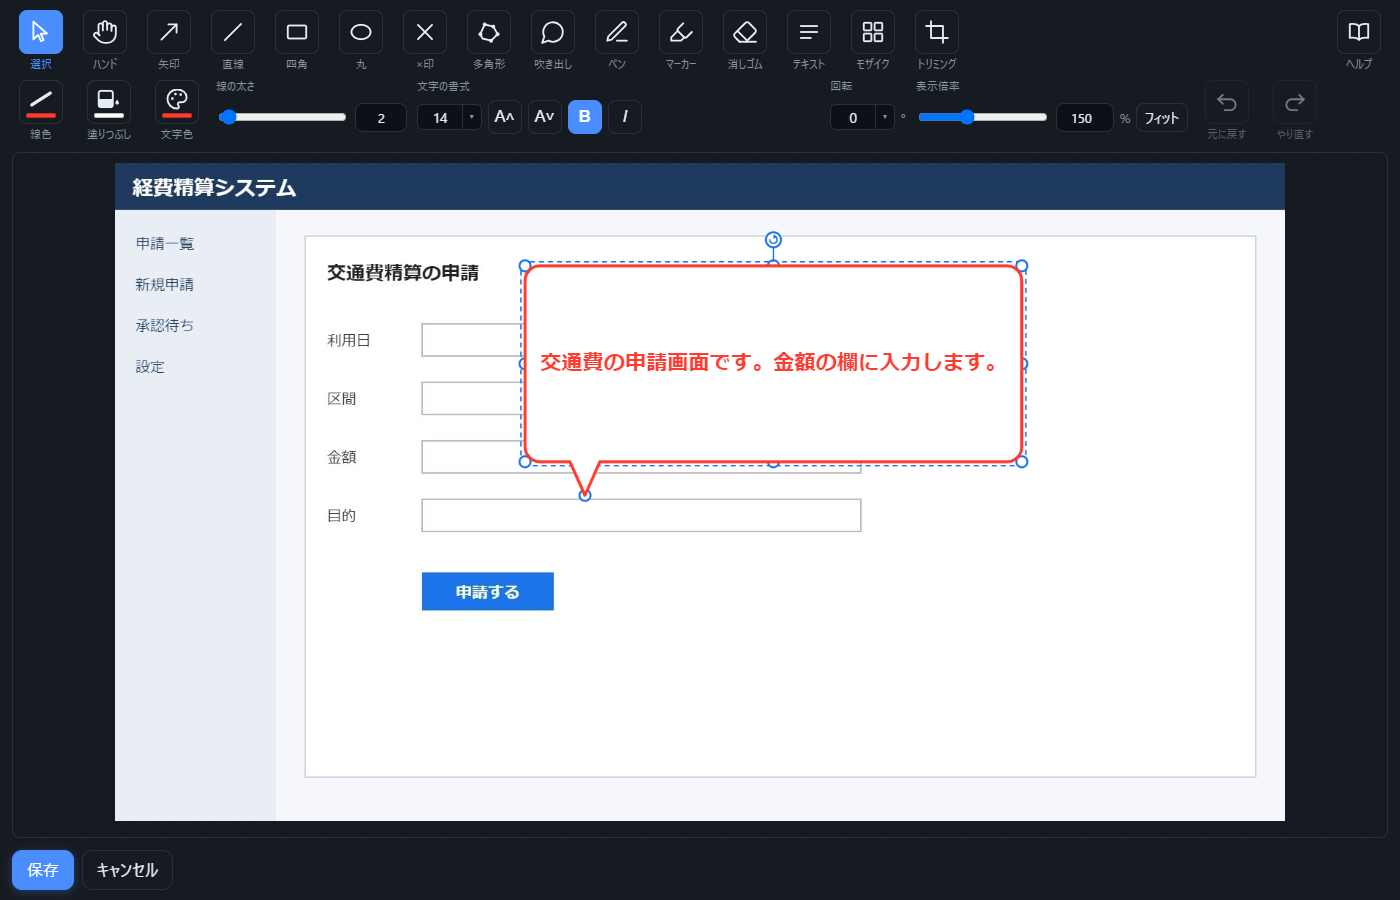 選択
ハンド
矢印
直線
四角
丸
×印
多角形
吹き出し
ペン
マーカー
消しゴム
テキスト
モザイク
トリミング
ヘルプ
線色
塗りつぶし
文字色
線の太さ
2
文字の書式
14
A
A
B
I
回転
0 °
表示倍率
150 %
フィット
元に戻す
やり直す
経費精算システム
申請一覧
新規申請
承認待ち
設定
交通費精算の申請
利用日
区間
金額
目的
交通費の申請画面です。金額の欄に入力します。
申請する
保存
キャンセル